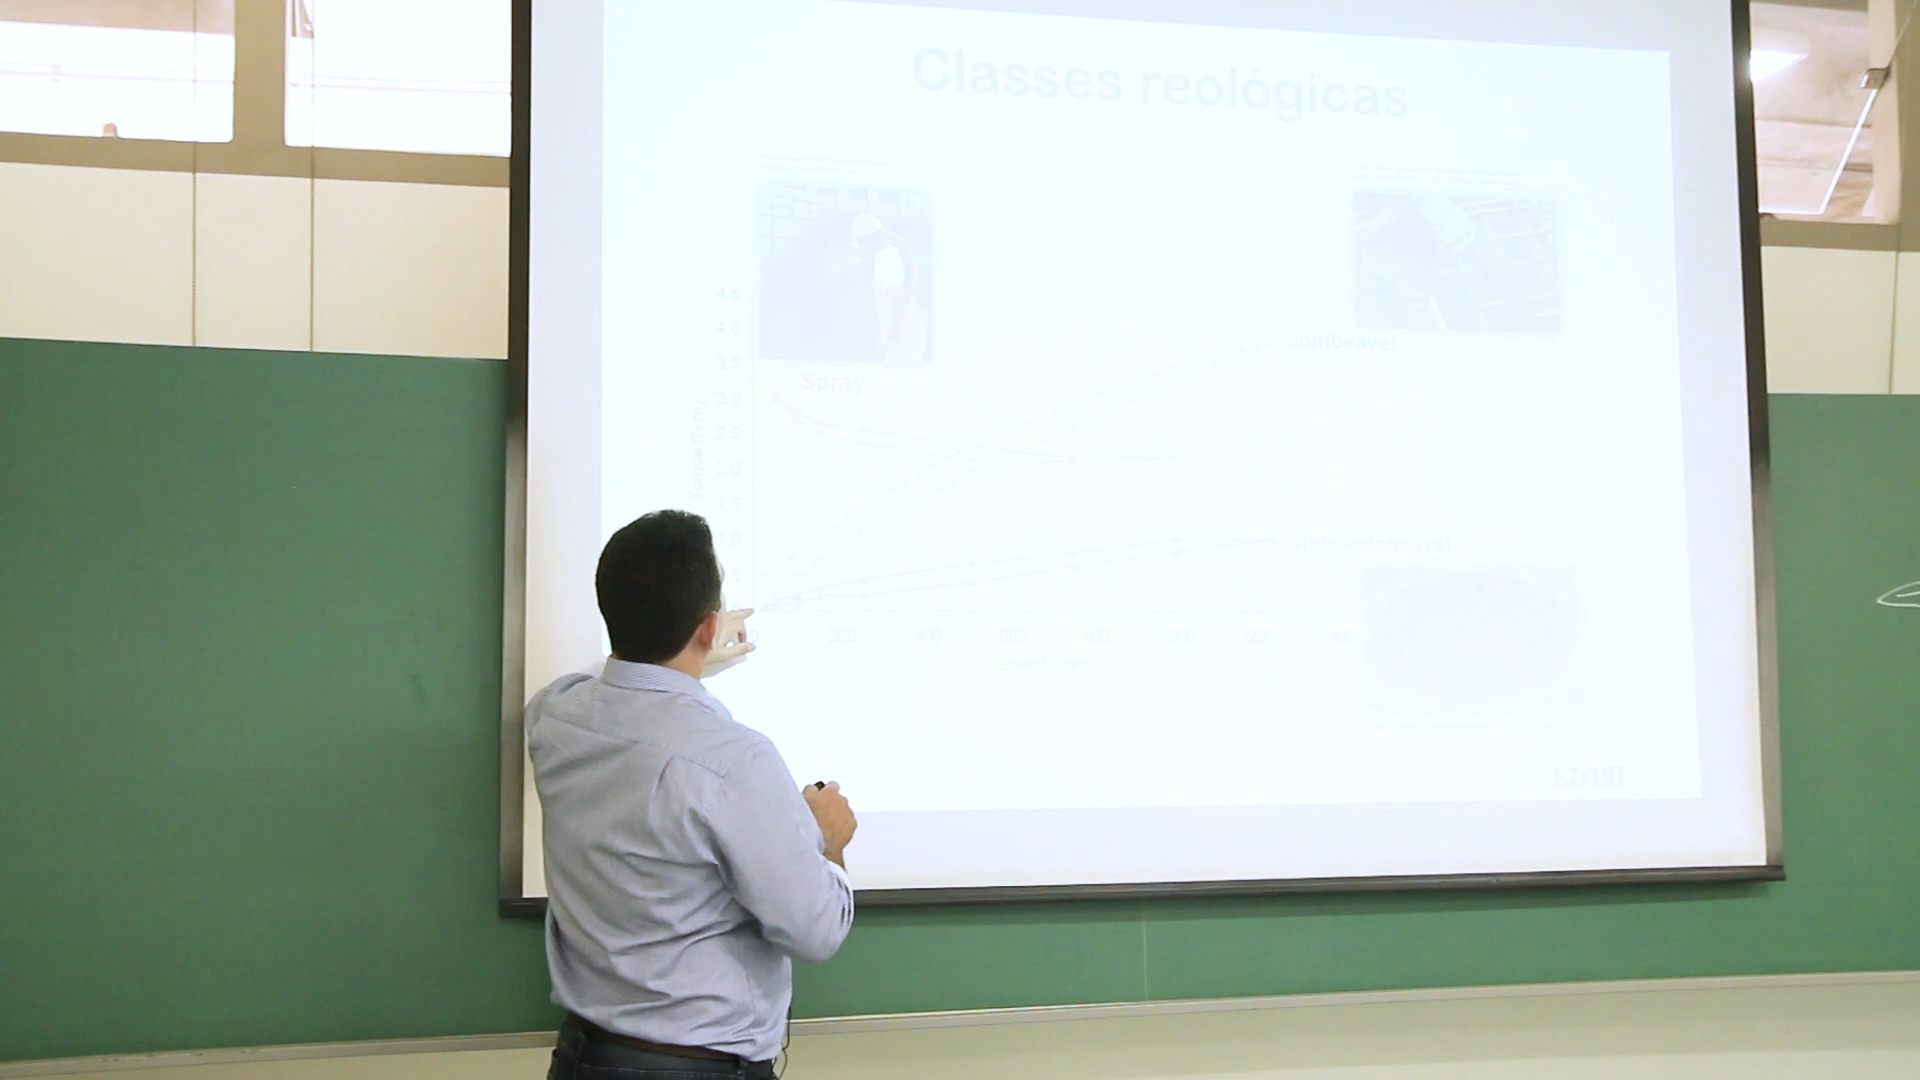 Classes reológicas
4.5
4.0
3.5
Bombeável
Spray
3.0
2.5
2.0
1.5
1.0
Torque (N.m)
Auto-adensável
0 200 400 600 800 1000 1200 1400
Speed (rpm)
POLI